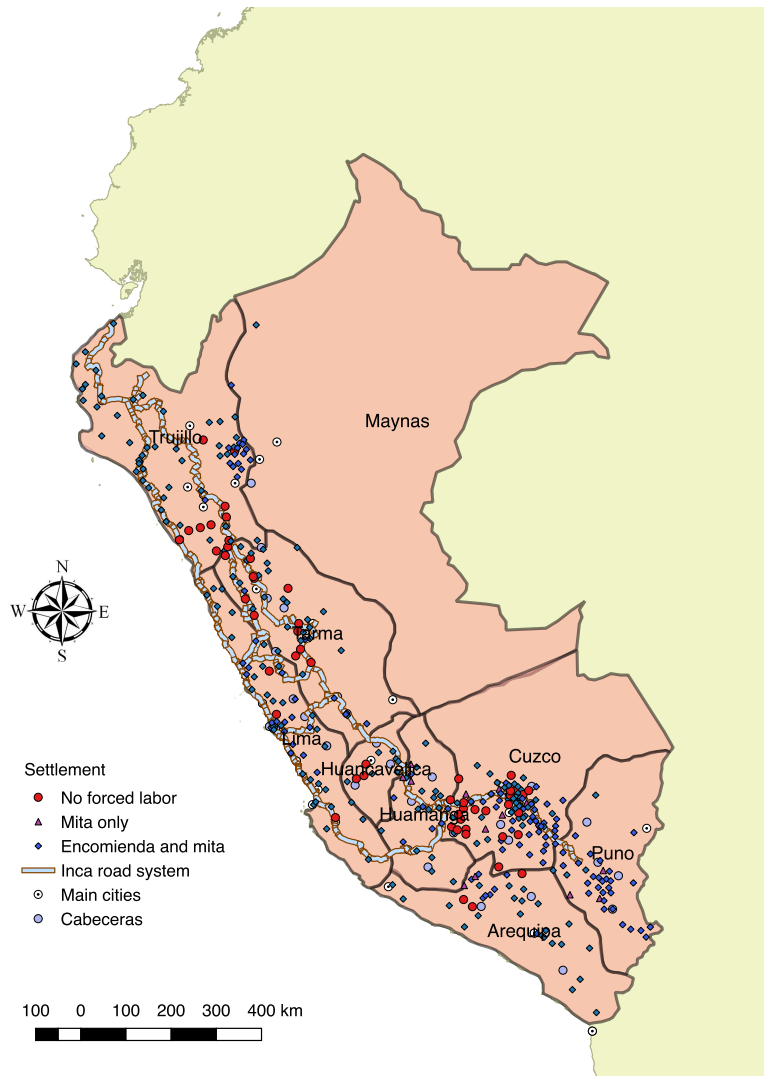 Maynas
Trujillo
N
W
E
S
Tarma
Lima
Cuzco
Huancavelica
Huamanga
Puno
Arequipa
Settlement
No forced labor
Mita only
Encomienda and mita
Inca road system
Main cities
Cabeceras
100 0 100 200 300 400 km